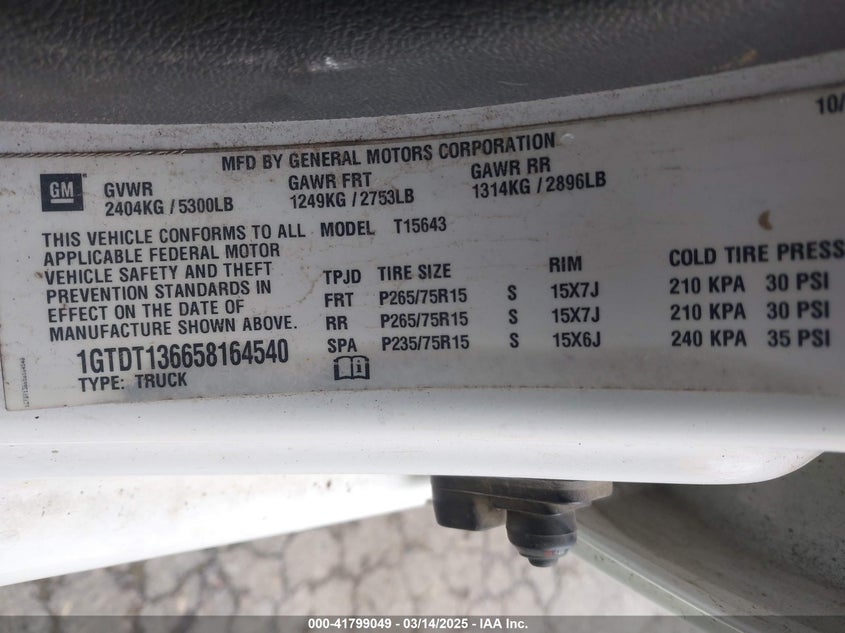 10/
MFD BY GENERAL MOTORS CORPORATION
GM
GVWR GAWR FRT GAWR RR
2404KG / 5300LB 1249KG / 2753LB 1314KG / 2896LB
THIS VEHICLE CONFORMS TO ALL
APPLICABLE FEDERAL MOTOR
VEHICLE SAFETY AND THEFT
PREVENTION STANDARDS IN
EFFECT ON THE DATE OF
MANUFACTURE SHOWN ABOVE.
1GTDT136658164540
TYPE: TRUCK
MODEL T15643
TPJD TIRE SIZE RIM COLD TIRE PRESS
FRT P265/75R15 S 15X7J 210 KPA 30 PSI
RR P265/75R15 S 15X7J 210 KPA 30 PSI
SPA P235/75R15 S 15X6J 240 KPA 35 PSI
000-41799049 - 03/14/2025 - IAA Inc.